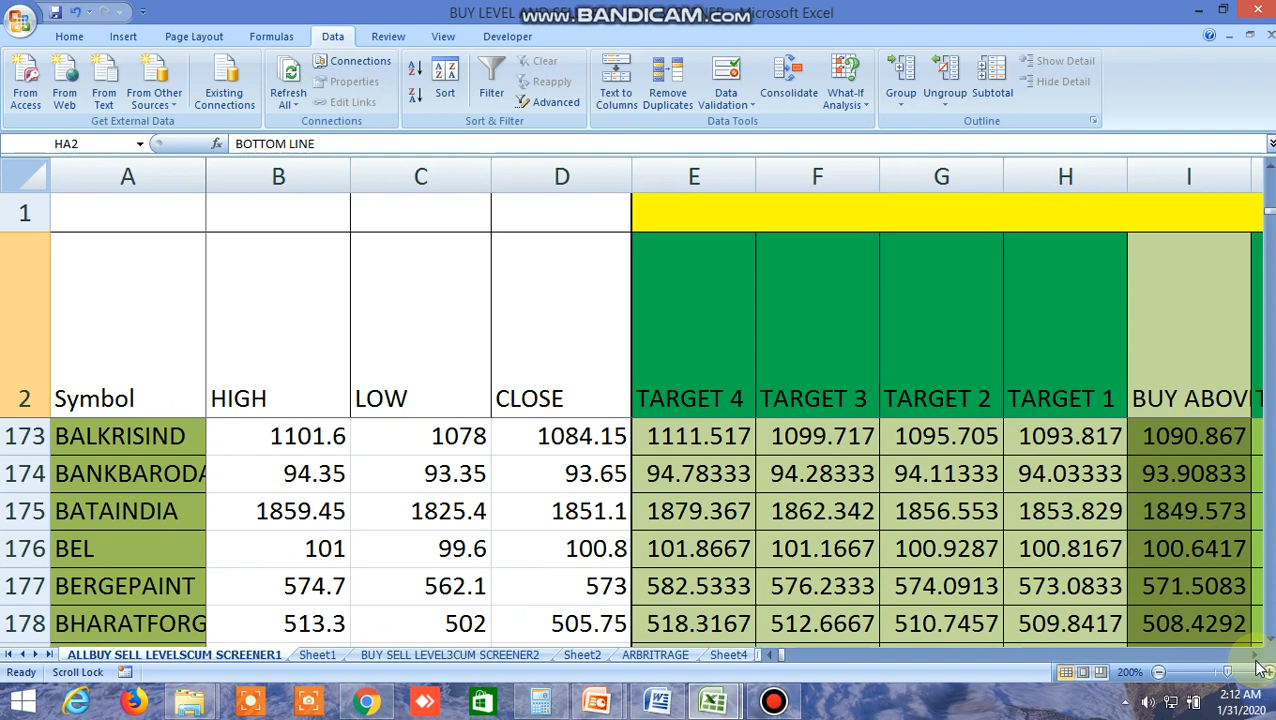 BUY LEVEL AND SE
www.BANDICAM.com
NER - Microsoft Excel
Home Insert Page Layout Formulas Data Review View Developer
From Access
From Web
From Text
From Other Sources
Existing Connections
Get External Data
Refresh All
Connections
Properties
Edit Links
Connections
Sort
Filter
Clear
Reapply
Advanced
Sort & Filter
Text to Columns
Remove Duplicates
Data Validation
Consolidate
What-If Analysis
Data Tools
Group
Ungroup
Subtotal
Show Detail
Hide Detail
Outline
HA2 fx BOTTOM LINE
A B C D E F G H I
1
2 Symbol HIGH LOW CLOSE TARGET 4 TARGET 3 TARGET 2 TARGET 1 BUY ABOV T
173 BALKRISIND 1101.6 1078 1084.15 1111.517 1099.717 1095.705 1093.817 1090.867
174 BANKBARODA 94.35 93.35 93.65 94.78333 94.28333 94.11333 94.03333 93.90833
175 BATAINDIA 1859.45 1825.4 1851.1 1879.367 1862.342 1856.553 1853.829 1849.573
176 BEL 101 99.6 100.8 101.8667 101.1667 100.9287 100.8167 100.6417
177 BERGEPAINT 574.7 562.1 573 582.5333 576.2333 574.0913 573.0833 571.5083
178 BHARATFORG 513.3 502 505.75 518.3167 512.6667 510.7457 509.8417 508.4292
ALLBUY SELL LEVELSCUM SCREENER1 Sheet1 BUY SELL LEVEL3CUM SCREENER2 Sheet2 ARBRITRAGE Sheet4
Ready Scroll Lock 200%
2:12 AM
1/31/2020